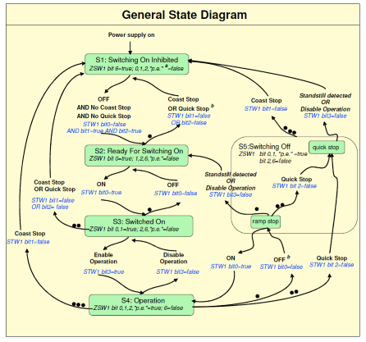 General State Diagram
Power supply on
S1: Switching On Inhibited
ZSW1 bit 6=true; 0,1,2,"p.e." a=false
OFF
AND No Coast Stop
AND No Quick Stop
STW1 bit0=false
AND bit1=true AND bit2=true
Coast Stop
OR Quick Stop b
STW1 bit1=false
OR bit2=false
Coast Stop
STW1 bit1=false
Standstill detected
OR
Disable Operation
STW1 bit3=false
S2: Ready For Switching On
ZSW1 bit 0=true; 1,2,6,"p.e."=false
S5:Switching Off
ZSW1 bit 0,1, "p.e." =true
bit 2,6=false
quick stop
Quick Stop
STW1 bit 2=false
ramp stop
ON
STW1 bit0=true
OFF
STW1 bit0=false
Standstill detected
OR
Disable Operation
STW1 bit3=false
Coast Stop
OR Quick Stop
STW1 bit1=false
OR bit2= false
S3: Switched On
ZSW1 bit 0,1=true; 2,6,"p.e."=false
Coast Stop
STW1 bit1=false
Enable
Operation
STW1 bit3=true
Disable
Operation
STW1 bit3=false
ON
STW1 bit0=true
OFF b
STW1 bit0=false
Quick Stop
STW1 bit 2=false
S4: Operation
ZSW1 bit 0,1,2,"p.e."=true; 6=false